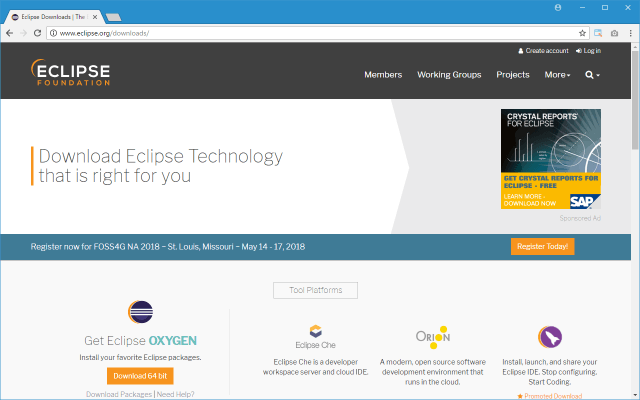 Eclipse Downloads | The
www.eclipse.org/downloads/
Create account
Log in
ECLIPSE
FOUNDATION
Members
Working Groups
Projects
More
CRYSTAL REPORTS®
FOR ECLIPSE
GET CRYSTAL REPORTS FOR
ECLIPSE - FREE
LEARN MORE -
DOWNLOAD NOW
SAP
Sponsored Ad
Download Eclipse Technology
that is right for you
Register now for FOSS4G NA 2018 ~ St. Louis, Missouri ~ May 14 - 17, 2018
Register Today!
Tool Platforms
Get Eclipse OXYGEN
Install your favorite Eclipse packages.
Download 64 bit
Download Packages | Need Help?
Eclipse Che
Eclipse Che is a developer
workspace server and cloud IDE.
ORION
A modern, open source software
development environment that
runs in the cloud.
Install, launch, and share your
Eclipse IDE. Stop configuring.
Start Coding.
Promoted Download